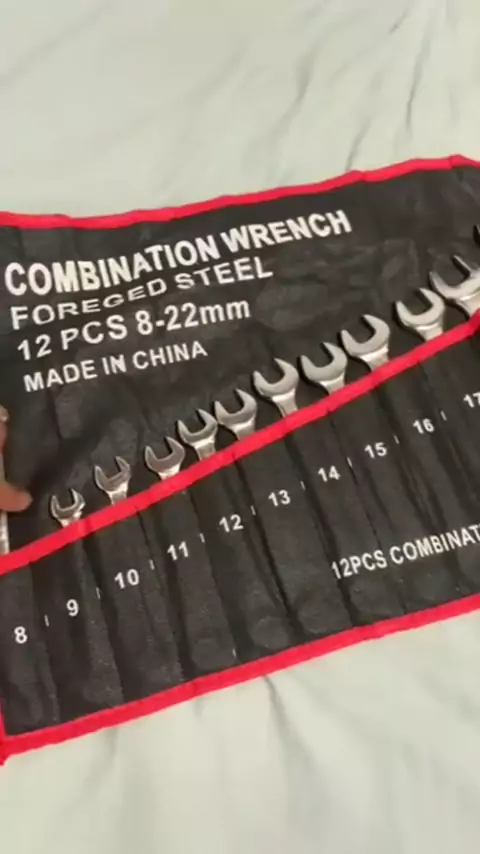 COMBINATION WRENCH
FOREGED STEEL
12 PCS 8-22mm
MADE IN CHINA
8 9 10 11 12 13 14 15 16 17
12PCS COMBINAT